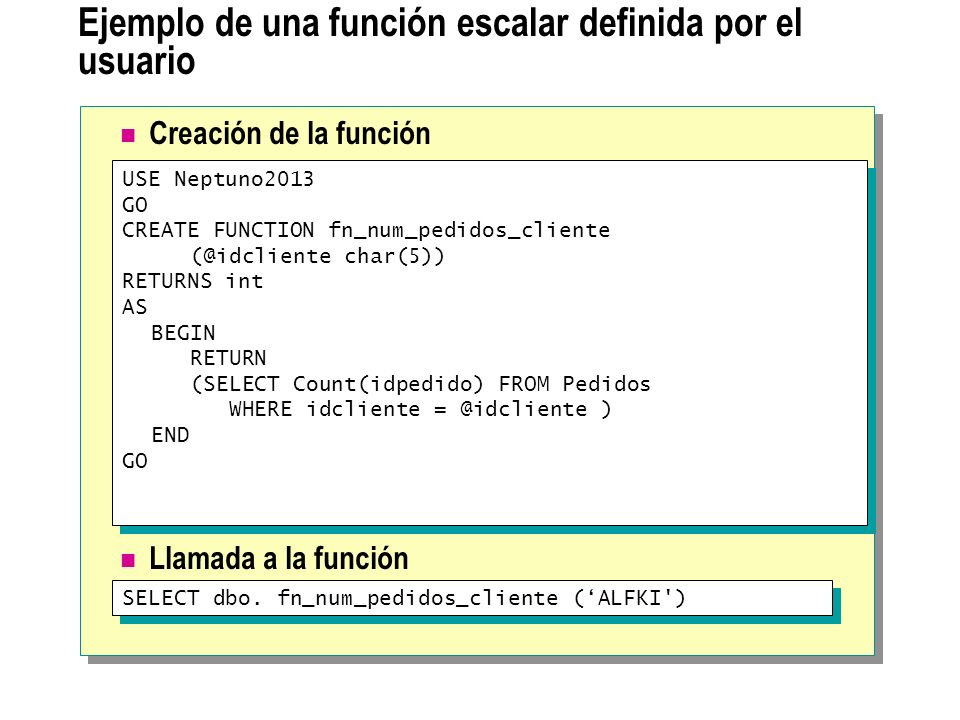 Ejemplo de una función escalar definida por el
usuario
Creación de la función
USE Neptuno2013
GO
CREATE FUNCTION fn_num_pedidos_cliente
(@idcliente char(5))
RETURNS int
AS
BEGIN
RETURN
(SELECT Count(idpedido) FROM Pedidos
WHERE idcliente = @idcliente )
END
GO
Llamada a la función
SELECT dbo. fn_num_pedidos_cliente (‘ALFKI')